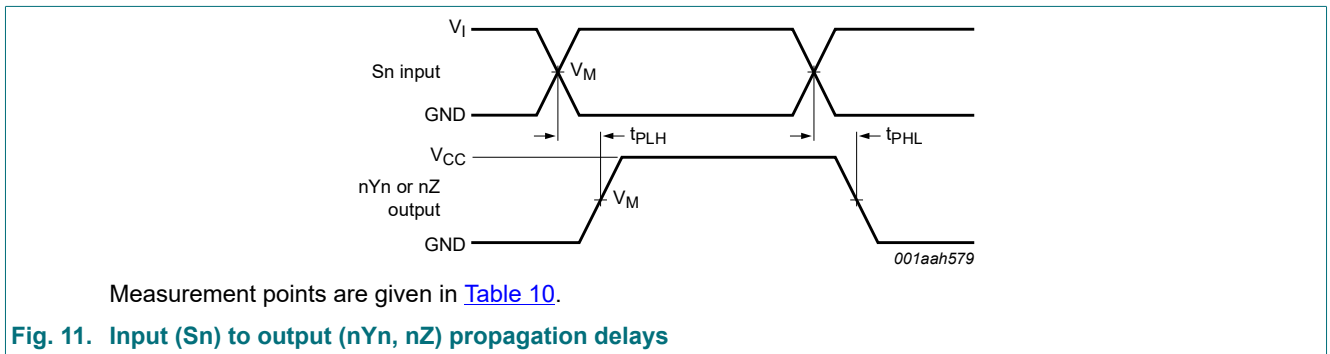 VI
Sn input
VM
GND
tPLH
tPHL
VCC
nYn or nZ
output
VM
GND
001aah579
Measurement points are given in Table 10.
Fig. 11. Input (Sn) to output (nYn, nZ) propagation delays